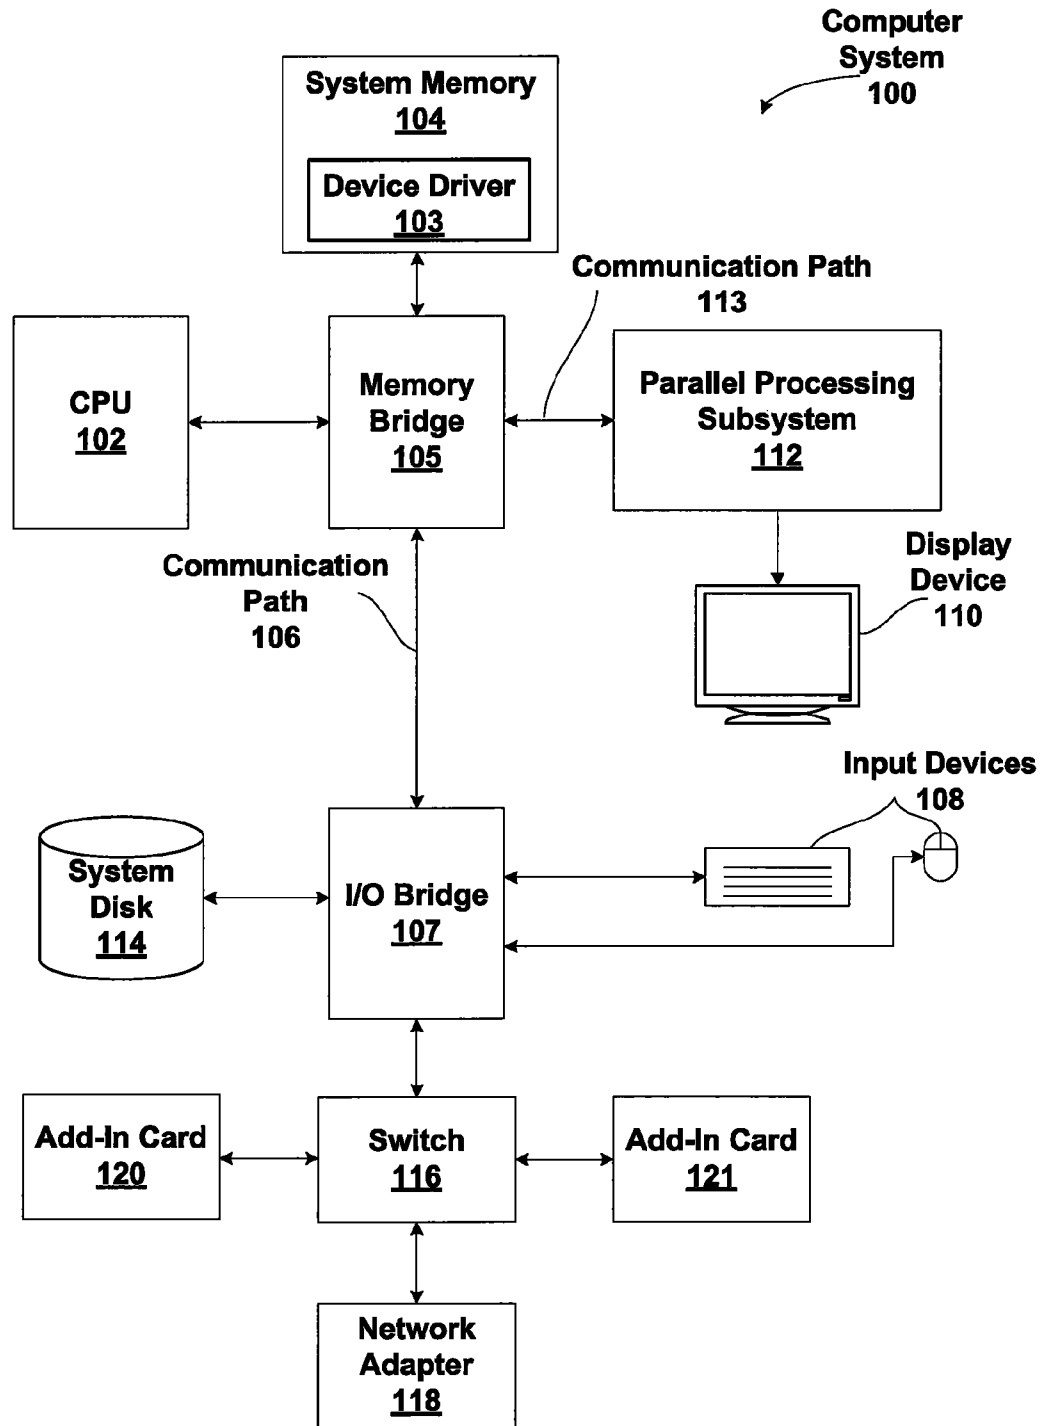 Computer
System
100
System Memory
104
Device Driver
103
Communication Path
113
CPU
102
Memory
Bridge
105
Parallel Processing
Subsystem
112
Communication
Path
106
Display
Device
110
Input Devices
108
System
Disk
114
I/O Bridge
107
Add-In Card
120
Switch
116
Add-In Card
121
Network
Adapter
118